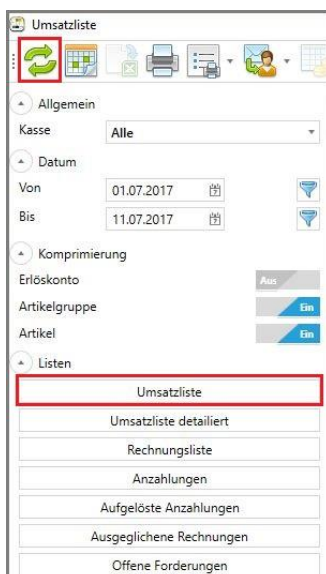 Umsatzliste
Allgemein
Kasse Alle
Datum
Von 01.07.2017
Bis 11.07.2017
Komprimierung
Erlöskonto Aus
Artikelgruppe Ein
Artikel Ein
Listen
Umsatzliste
Umsatzliste detailiert
Rechnungsliste
Anzahlungen
Aufgelöste Anzahlungen
Ausgeglichene Rechnungen
Offene Forderungen